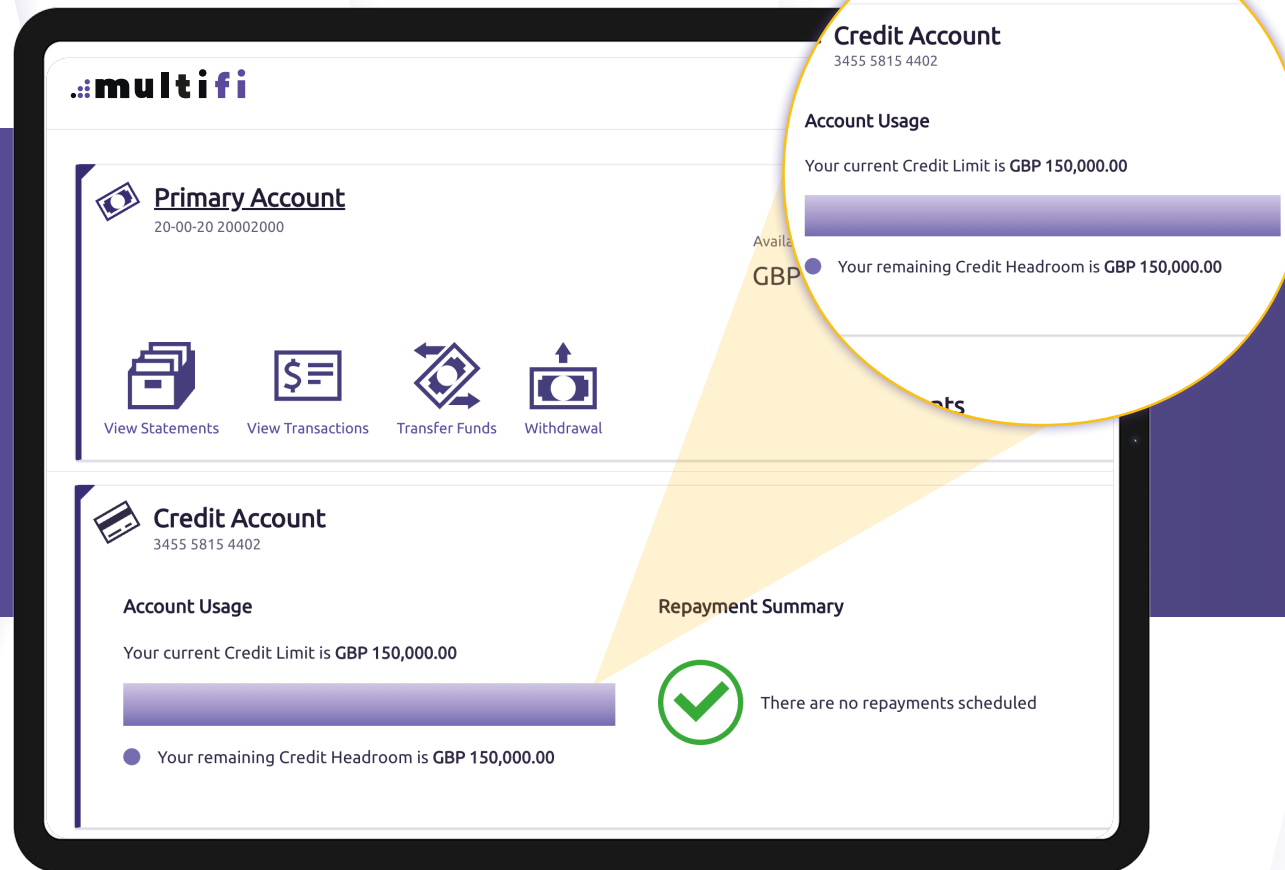 multifi
Primary Account
20-00-20 20002000
GBP
View Statements
View Transactions
Transfer Funds
Withdrawal
Credit Account
3455 5815 4402
Account Usage
Your current Credit Limit is GBP 150,000.00
Your remaining Credit Headroom is GBP 150,000.00
Repayment Summary
There are no repayments scheduled
Credit Account
3455 5815 4402
Account Usage
Your current Credit Limit is GBP 150,000.00
Your remaining Credit Headroom is GBP 150,000.00